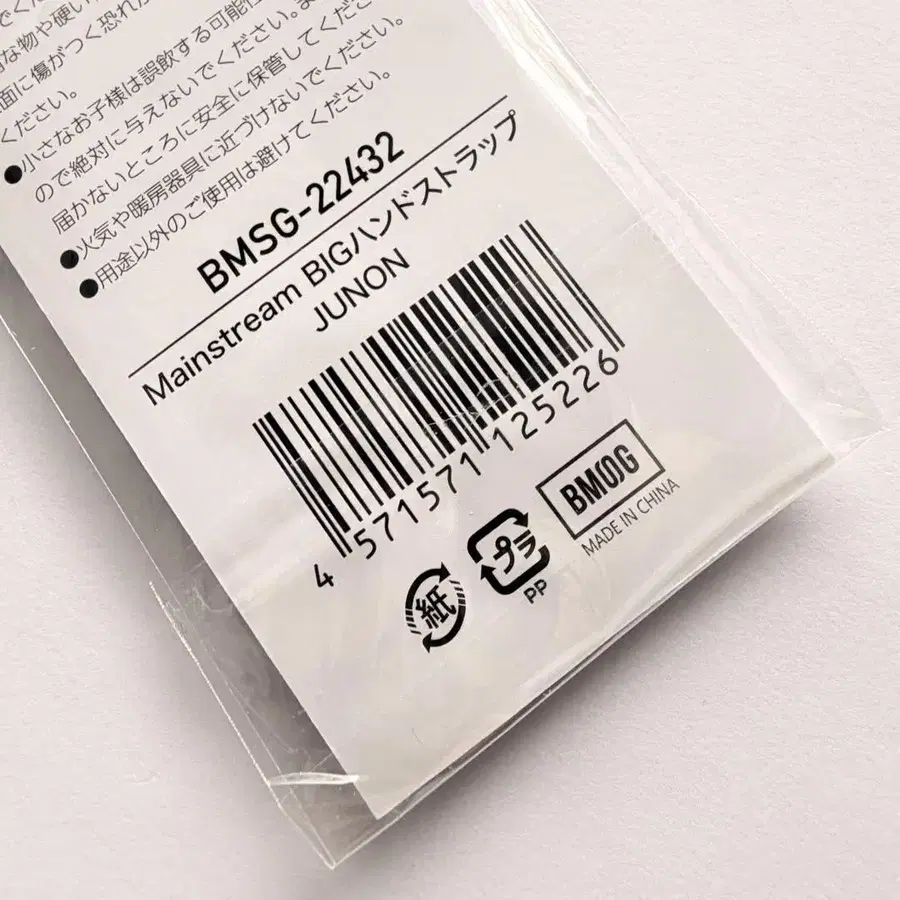 でくだ
な物や硬い
面に傷がつく恐れが
ください。
●小さなお子様は誤飲する可能性
ので絶対に与えないでください。ま
届かないところに安全に保管してくださ
●火気や暖房器具に近づけないでください。
●用途以外のご使用は避けてください。
BMSG-22432
Mainstream BIGハンドストラップ
JUNON
4 571571 125226
紙
プラ
PP
BMSG
MADE IN CHINA